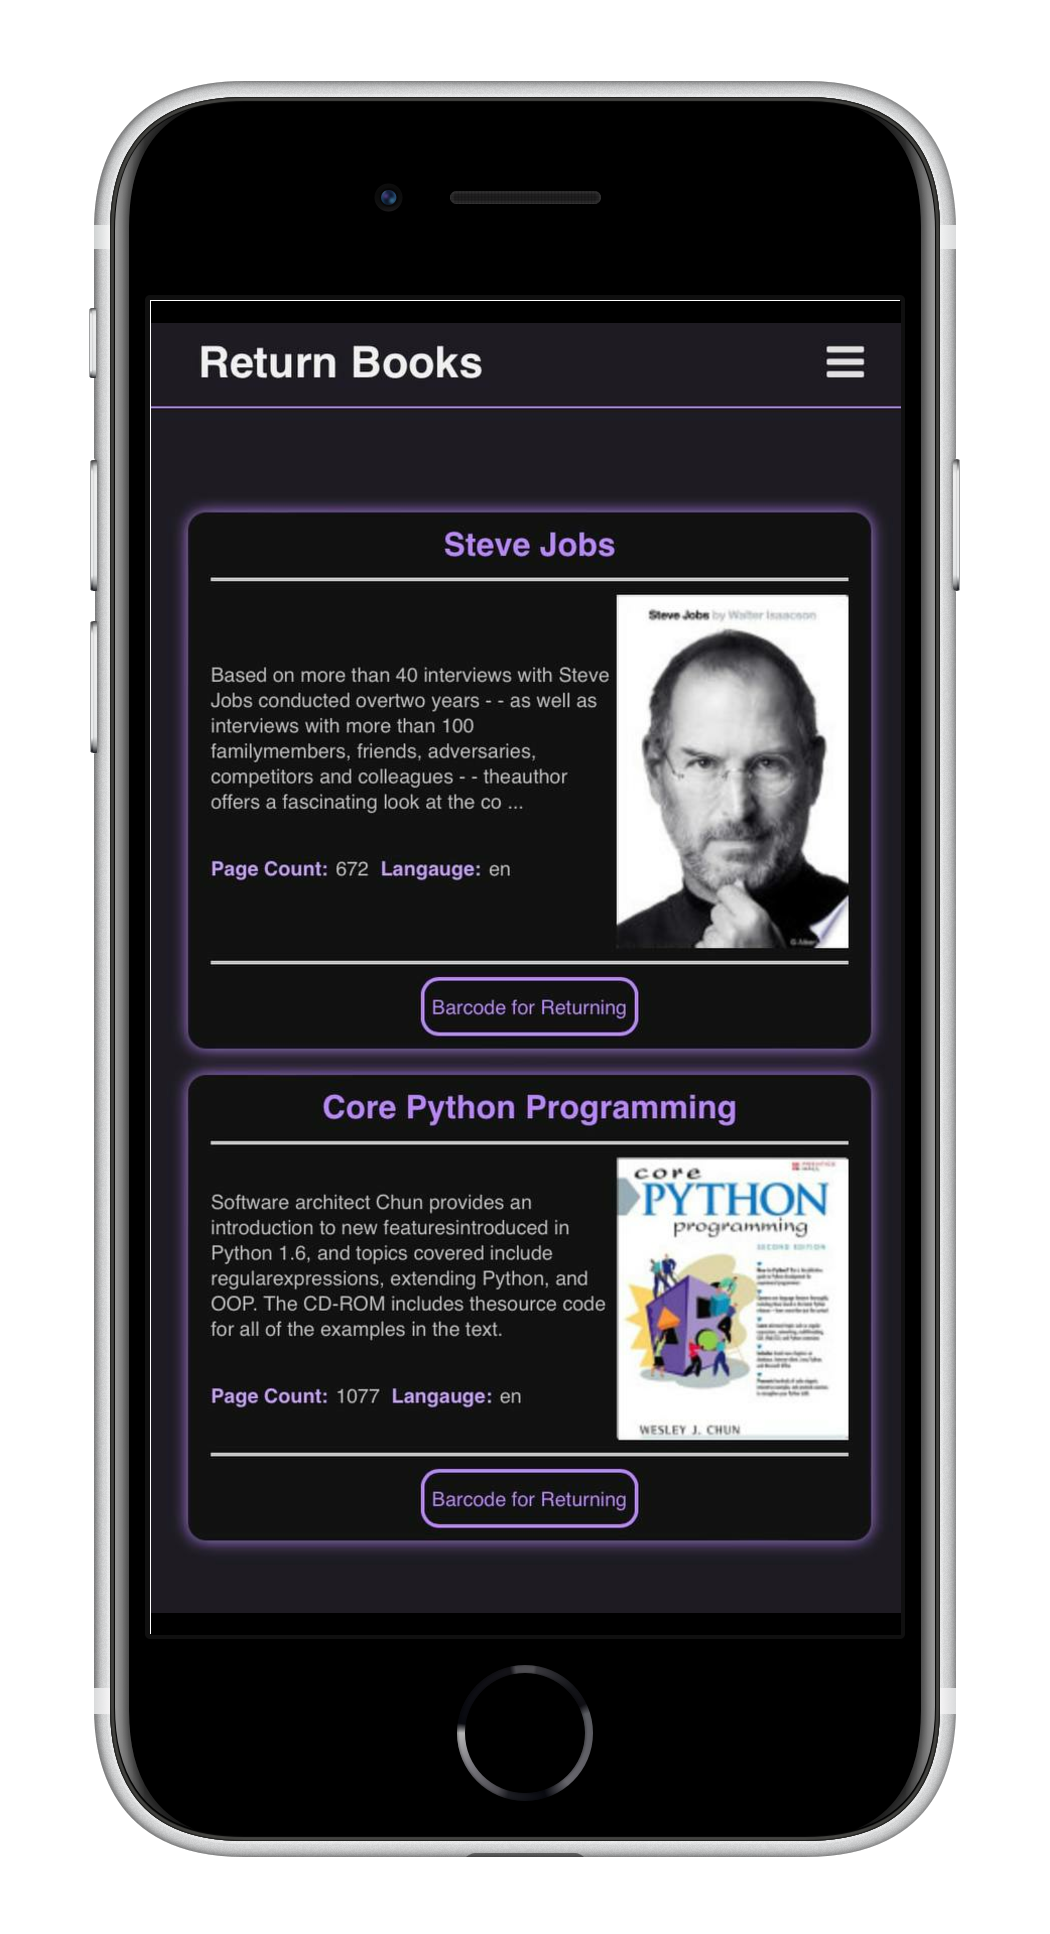 Return Books
Steve Jobs
Based on more than 40 interviews with Steve
Jobs conducted overtwo years - - as well as
interviews with more than 100
familymembers, friends, adversaries,
competitors and colleagues - - theauthor
offers a fascinating look at the co ...
Page Count: 672 Langauge: en
Steve Jobs by Walter Isaacson
Barcode for Returning
Core Python Programming
Software architect Chun provides an
introduction to new featuresintroduced in
Python 1.6, and topics covered include
regularexpressions, extending Python, and
OOP. The CD-ROM includes thesource code
for all of the examples in the text.
Page Count: 1077 Langauge: en
PRENTICE
HALL
core
PYTHON
programming
SECOND EDITION
WESLEY J. CHUN
Barcode for Returning